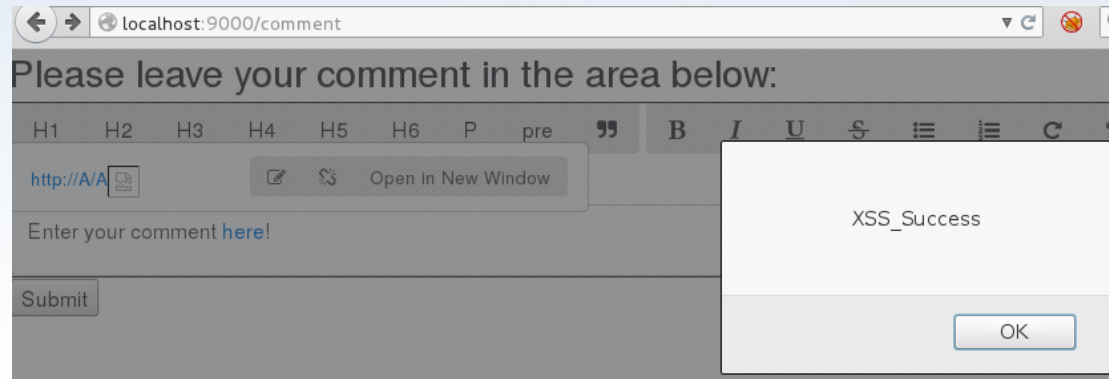 localhost:9000/comment
Please leave your comment in the area below:
H1 H2 H3 H4 H5 H6 P pre ” B I U S
http://A/A Open in New Window
XSS_Success
Enter your comment here!
Submit
OK